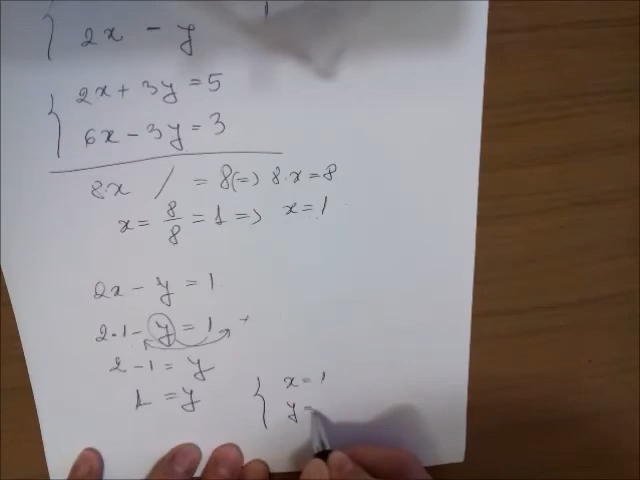 2x - y
2x + 3y = 5
6x - 3y = 3
8·x / = 8 (=> 8·x = 8
x = 8/8 = 1 => x = 1
2x - y = 1
2·1 - y = 1 +
2 - 1 = y
1 = y
x = 1
y =